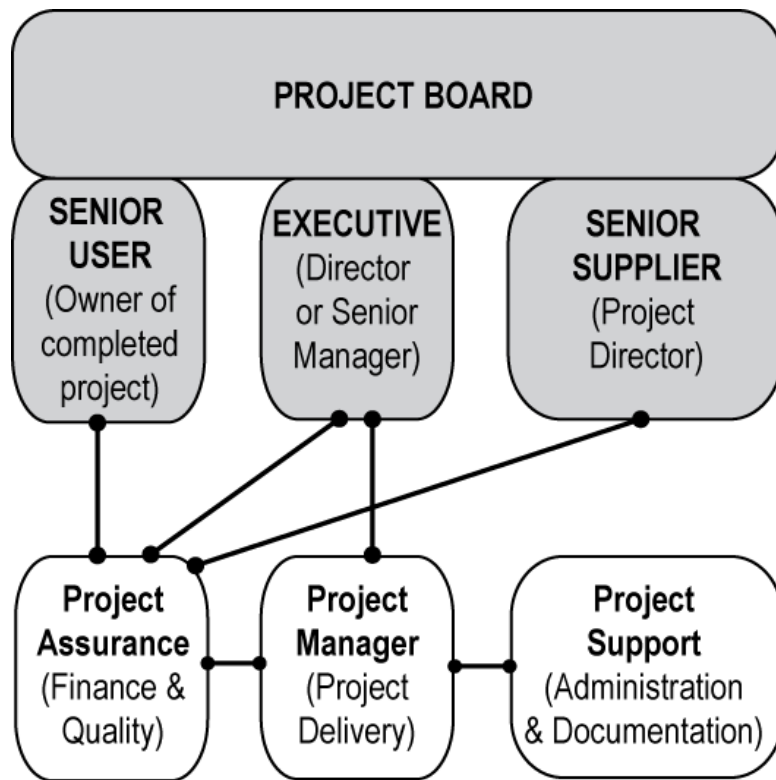 PROJECT BOARD
SENIOR
USER
(Owner of
completed
project)
EXECUTIVE
(Director
or Senior
Manager)
SENIOR
SUPPLIER
(Project
Director)
Project
Assurance
(Finance &
Quality)
Project
Manager
(Project
Delivery)
Project
Support
(Administration
& Documentation)